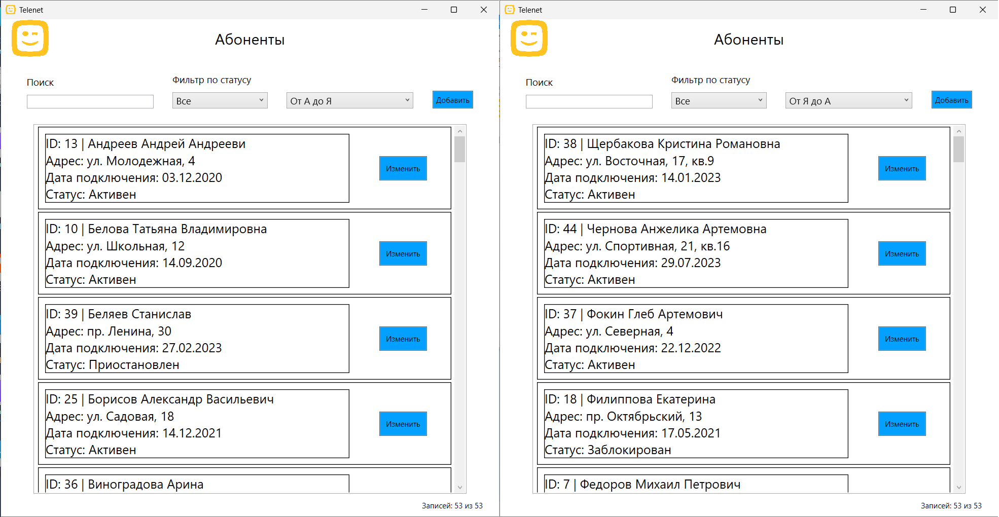 Telenet
Абоненты
Поиск
Фильтр по статусу
Все
От А до Я
Добавить
ID: 13 | Андреев Андрей Андрееви
Адрес: ул. Молодежная, 4
Дата подключения: 03.12.2020
Статус: Активен
Изменить
ID: 10 | Белова Татьяна Владимировна
Адрес: ул. Школьная, 12
Дата подключения: 14.09.2020
Статус: Активен
Изменить
ID: 39 | Беляев Станислав
Адрес: пр. Ленина, 30
Дата подключения: 27.02.2023
Статус: Приостановлен
Изменить
ID: 25 | Борисов Александр Васильевич
Адрес: ул. Садовая, 18
Дата подключения: 14.12.2021
Статус: Активен
Изменить
ID: 36 | Виноградова Арина
Записей: 53 из 53
Telenet
Абоненты
Поиск
Фильтр по статусу
Все
От Я до А
Добавить
ID: 38 | Щербакова Кристина Романовна
Адрес: ул. Восточная, 17, кв.9
Дата подключения: 14.01.2023
Статус: Активен
Изменить
ID: 44 | Чернова Анжелика Артемовна
Адрес: ул. Спортивная, 21, кв.16
Дата подключения: 29.07.2023
Статус: Активен
Изменить
ID: 37 | Фокин Глеб Артемович
Адрес: ул. Северная, 4
Дата подключения: 22.12.2022
Статус: Активен
Изменить
ID: 18 | Филиппова Екатерина
Адрес: пр. Октябрьский, 13
Дата подключения: 17.05.2021
Статус: Заблокирован
Изменить
ID: 7 | Федоров Михаил Петрович
Записей: 53 из 53